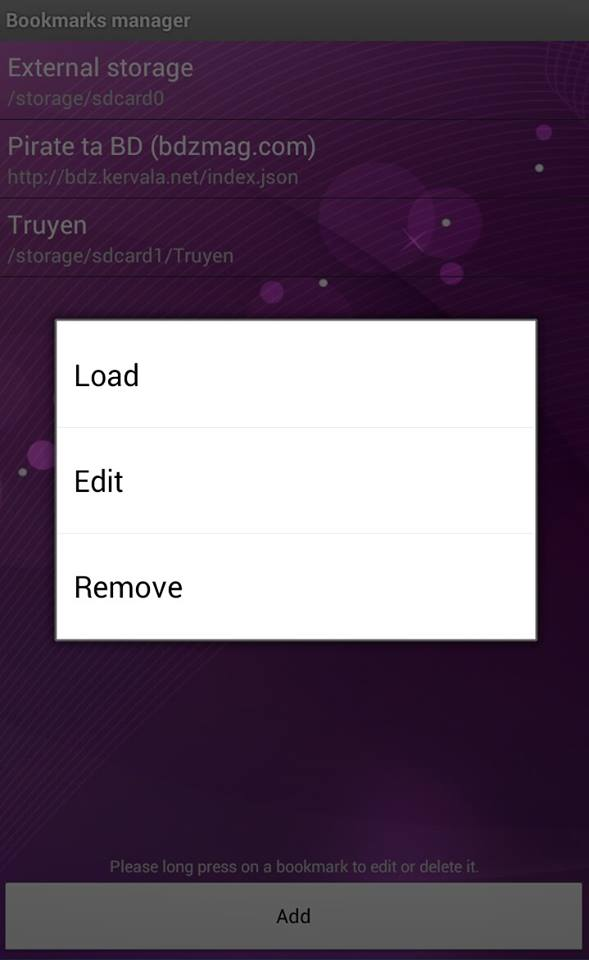 Bookmarks manager
External storage
/storage/sdcard0
Pirate ta BD (bdzmag.com)
http://bdz.kervala.net/index.json
Truyen
/storage/sdcard1/Truyen
Load
Edit
Remove
Please long press on a bookmark to edit or delete it.
Add